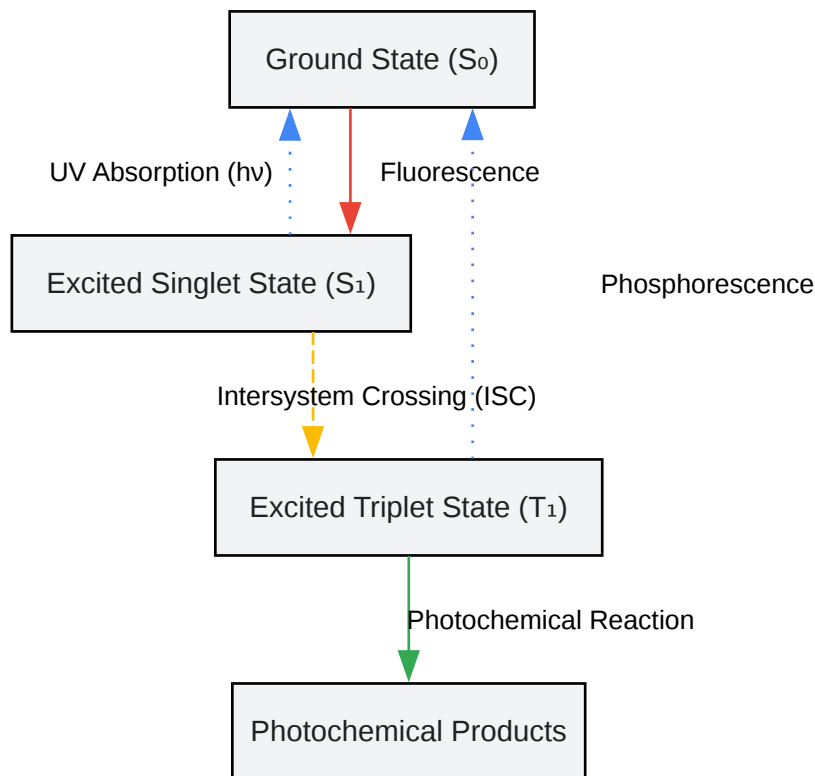 Ground State (S₀)
UV Absorption (hν)
Fluorescence
Excited Singlet State (S₁)
Phosphorescence
Intersystem Crossing (ISC)
Excited Triplet State (T₁)
Photochemical Reaction
Photochemical Products